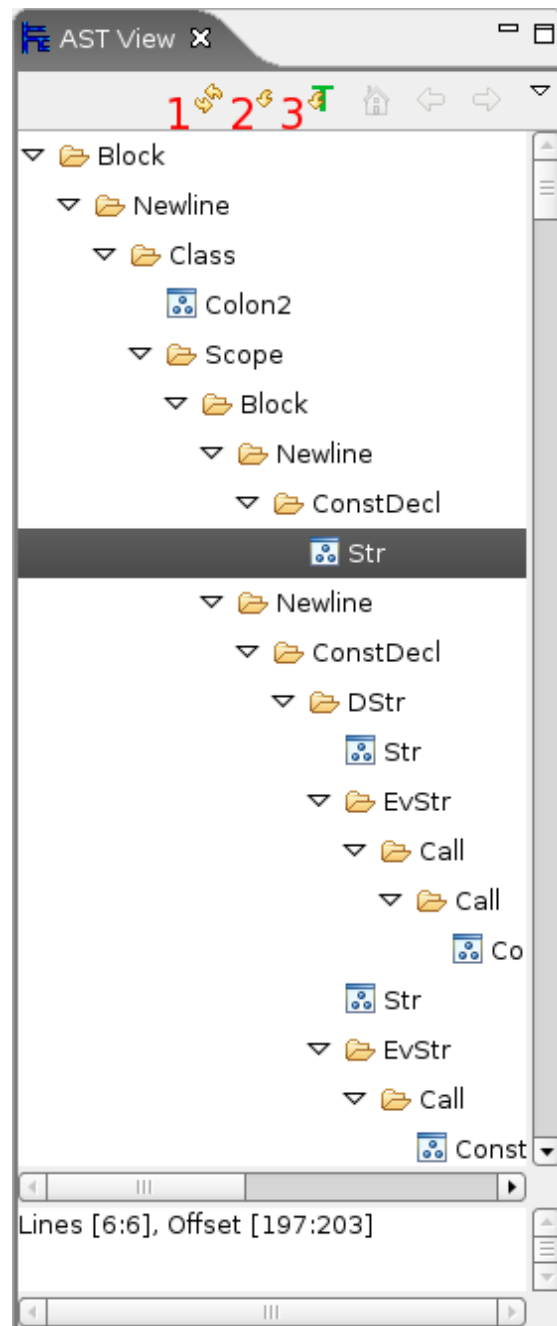 AST View
1 2 3
Block
Newline
Class
Colon2
Scope
Block
Newline
ConstDecl
Str
Newline
ConstDecl
DStr
Str
EvStr
Call
Call
Co
Str
EvStr
Call
Const
Lines [6:6], Offset [197:203]